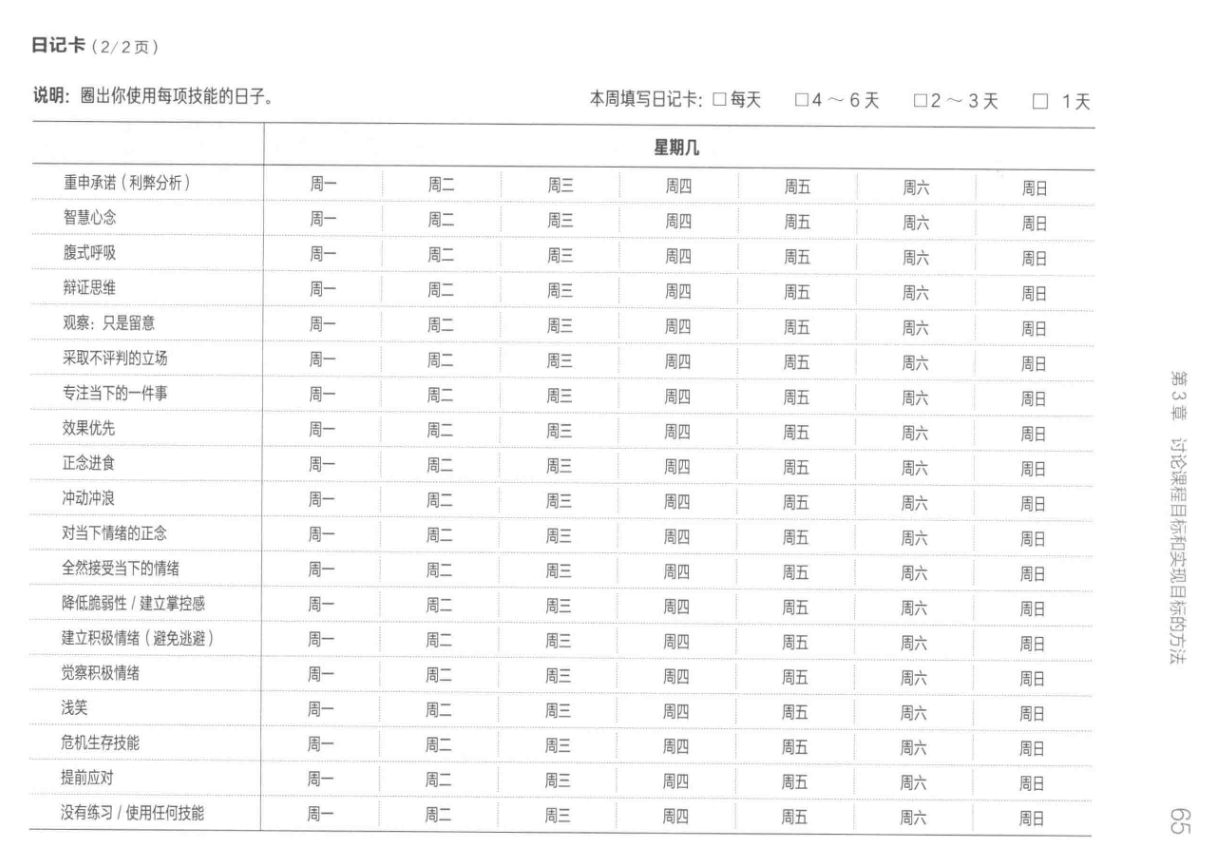 日记卡（2/2页）
说明：圈出你使用每项技能的日子。 本周填写日记卡：□每天 □4～6天 □2～3天 □ 1天
星期几
重申承诺（利弊分析） 周一 周二 周三 周四 周五 周六 周日
智慧心念 周一 周二 周三 周四 周五 周六 周日
腹式呼吸 周一 周二 周三 周四 周五 周六 周日
辩证思维 周一 周二 周三 周四 周五 周六 周日
观察：只是留意 周一 周二 周三 周四 周五 周六 周日
采取不评判的立场 周一 周二 周三 周四 周五 周六 周日
专注当下的一件事 周一 周二 周三 周四 周五 周六 周日
效果优先 周一 周二 周三 周四 周五 周六 周日
正念进食 周一 周二 周三 周四 周五 周六 周日
冲动冲浪 周一 周二 周三 周四 周五 周六 周日
对当下情绪的正念 周一 周二 周三 周四 周五 周六 周日
全然接受当下的情绪 周一 周二 周三 周四 周五 周六 周日
降低脆弱性/建立掌控感 周一 周二 周三 周四 周五 周六 周日
建立积极情绪（避免逃避） 周一 周二 周三 周四 周五 周六 周日
觉察积极情绪 周一 周二 周三 周四 周五 周六 周日
浅笑 周一 周二 周三 周四 周五 周六 周日
危机生存技能 周一 周二 周三 周四 周五 周六 周日
提前应对 周一 周二 周三 周四 周五 周六 周日
没有练习/使用任何技能 周一 周二 周三 周四 周五 周六 周日
第3章 讨论课程目标和实现目标的方法
65